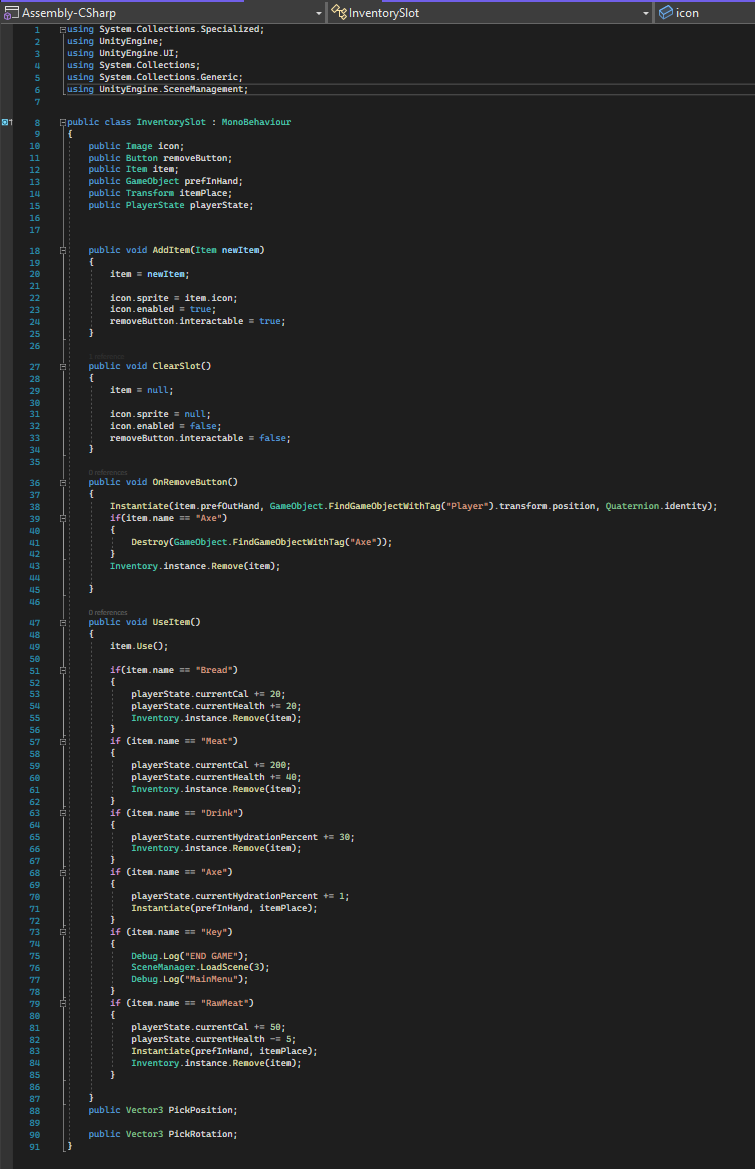 Assembly-CSharp
InventorySlot
icon
1 using System.Collections.Specialized;
2 using UnityEngine;
3 using UnityEngine.UI;
4 using System.Collections;
5 using System.Collections.Generic;
6 using UnityEngine.SceneManagement;
7
8 public class InventorySlot : MonoBehaviour
9 {
10 public Image icon;
11 public Button removeButton;
12 public Item item;
13 public GameObject prefInHand;
14 public Transform itemPlace;
15 public PlayerState playerState;
16
17
18 public void AddItem(Item newItem)
19 {
20 item = newItem;
21
22 icon.sprite = item.icon;
23 icon.enabled = true;
24 removeButton.interactable = true;
25 }
26
1 reference
27 public void ClearSlot()
28 {
29 item = null;
30
31 icon.sprite = null;
32 icon.enabled = false;
33 removeButton.interactable = false;
34 }
35
0 references
36 public void OnRemoveButton()
37 {
38 Instantiate(item.prefOutHand, GameObject.FindGameObjectWithTag("Player").transform.position, Quaternion.identity);
39 if(item.name == "Axe")
40 {
41 Destroy(GameObject.FindGameObjectWithTag("Axe"));
42 }
43 Inventory.instance.Remove(item);
44
45 }
46
0 references
47 public void UseItem()
48 {
49 item.Use();
50
51 if(item.name == "Bread")
52 {
53 playerState.currentCal += 20;
54 playerState.currentHealth += 20;
55 Inventory.instance.Remove(item);
56 }
57 if (item.name == "Meat")
58 {
59 playerState.currentCal += 200;
60 playerState.currentHealth += 40;
61 Inventory.instance.Remove(item);
62 }
63 if (item.name == "Drink")
64 {
65 playerState.currentHydrationPercent += 30;
66 Inventory.instance.Remove(item);
67 }
68 if (item.name == "Axe")
69 {
70 playerState.currentHydrationPercent += 1;
71 Instantiate(prefInHand, itemPlace);
72 }
73 if (item.name == "Key")
74 {
75 Debug.Log("END GAME");
76 SceneManager.LoadScene(3);
77 Debug.Log("MainMenu");
78 }
79 if (item.name == "RawMeat")
80 {
81 playerState.currentCal += 50;
82 playerState.currentHealth -= 5;
83 Instantiate(prefInHand, itemPlace);
84 Inventory.instance.Remove(item);
85 }
86
87 }
88 public Vector3 PickPosition;
89
90 public Vector3 PickRotation;
91 }